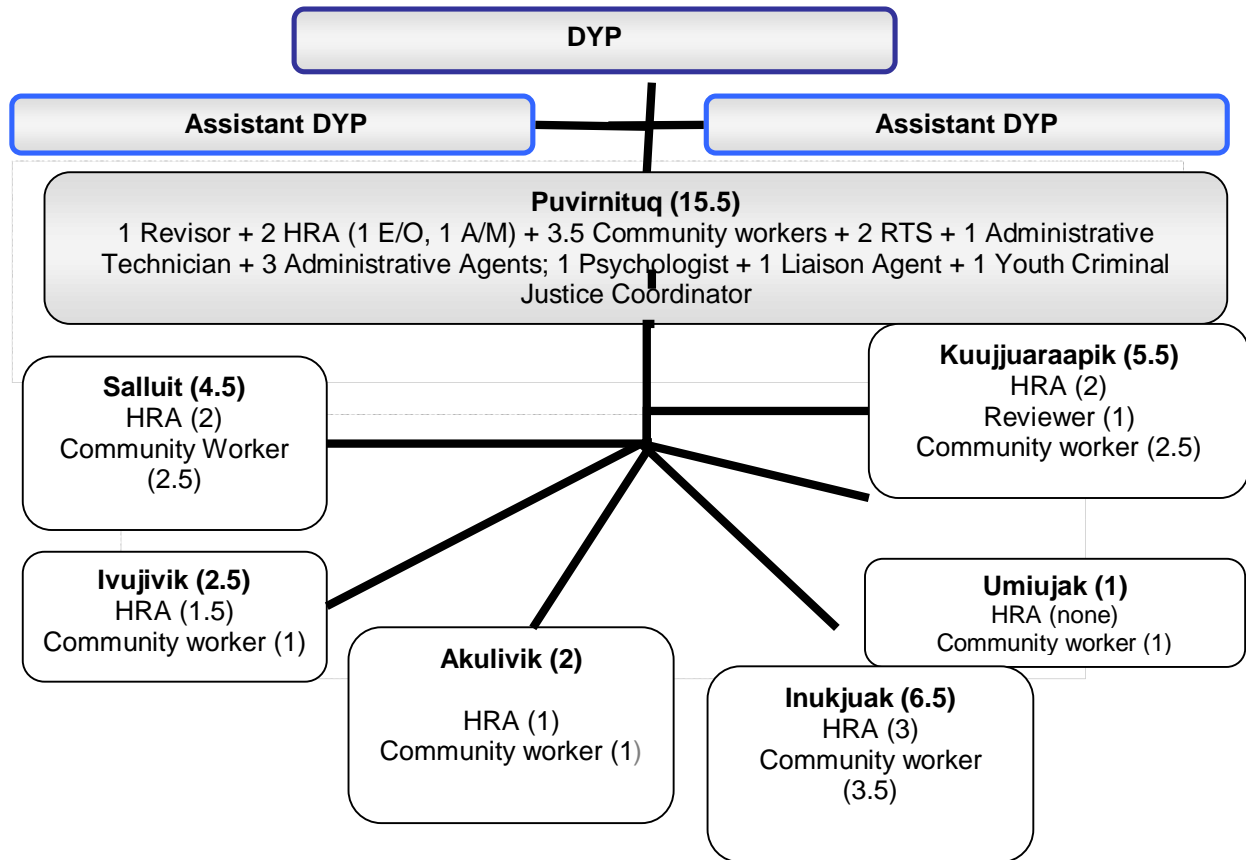 DYP
Assistant DYP
Assistant DYP
Puvirnituq (15.5)
1 Revisor + 2 HRA (1 E/O, 1 A/M) + 3.5 Community workers + 2 RTS + 1 Administrative
Technician + 3 Administrative Agents; 1 Psychologist + 1 Liaison Agent + 1 Youth Criminal
Justice Coordinator
Salluit (4.5)
HRA (2)
Community Worker
(2.5)
Kuujjuaraapik (5.5)
HRA (2)
Reviewer (1)
Community worker (2.5)
Ivujivik (2.5)
HRA (1.5)
Community worker (1)
Umiujak (1)
HRA (none)
Community worker (1)
Akulivik (2)
HRA (1)
Community worker (1)
Inukjuak (6.5)
HRA (3)
Community worker
(3.5)